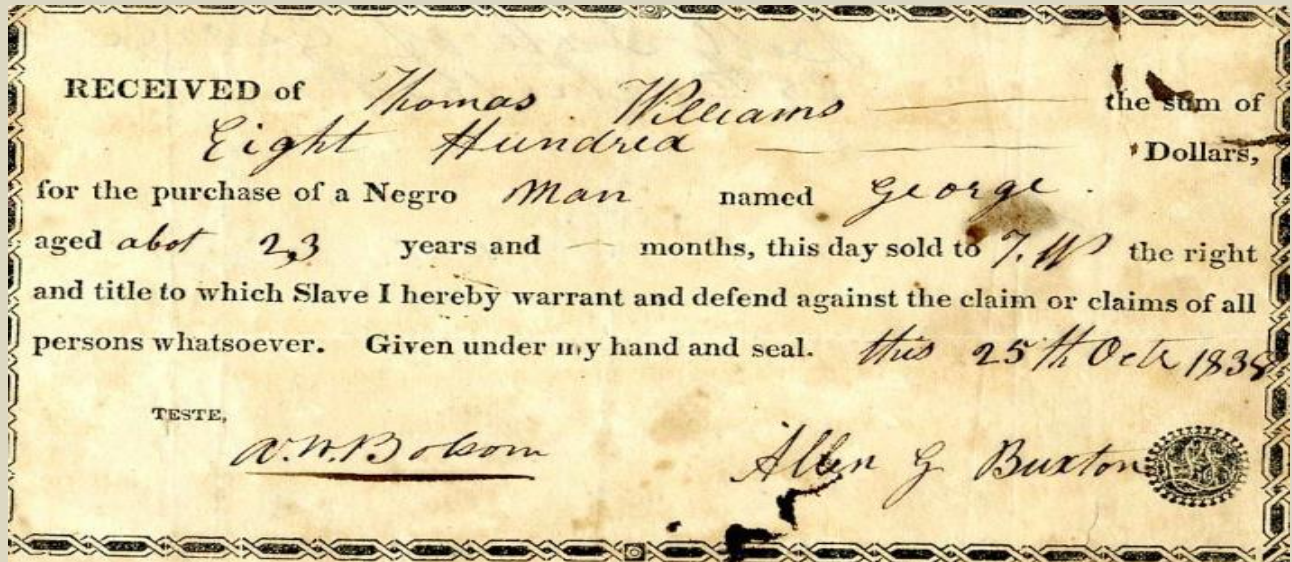 RECEIVED of Thomas Williams the sum of
Eight Hundred Dollars,
for the purchase of a Negro Man named George.
aged abot 23 years and months, this day sold to T.W the right
and title to which Slave I hereby warrant and defend against the claim or claims of all
persons whatsoever. Given under my hand and seal. this 25th Octr 1838
TESTE,
Allen G Buxton